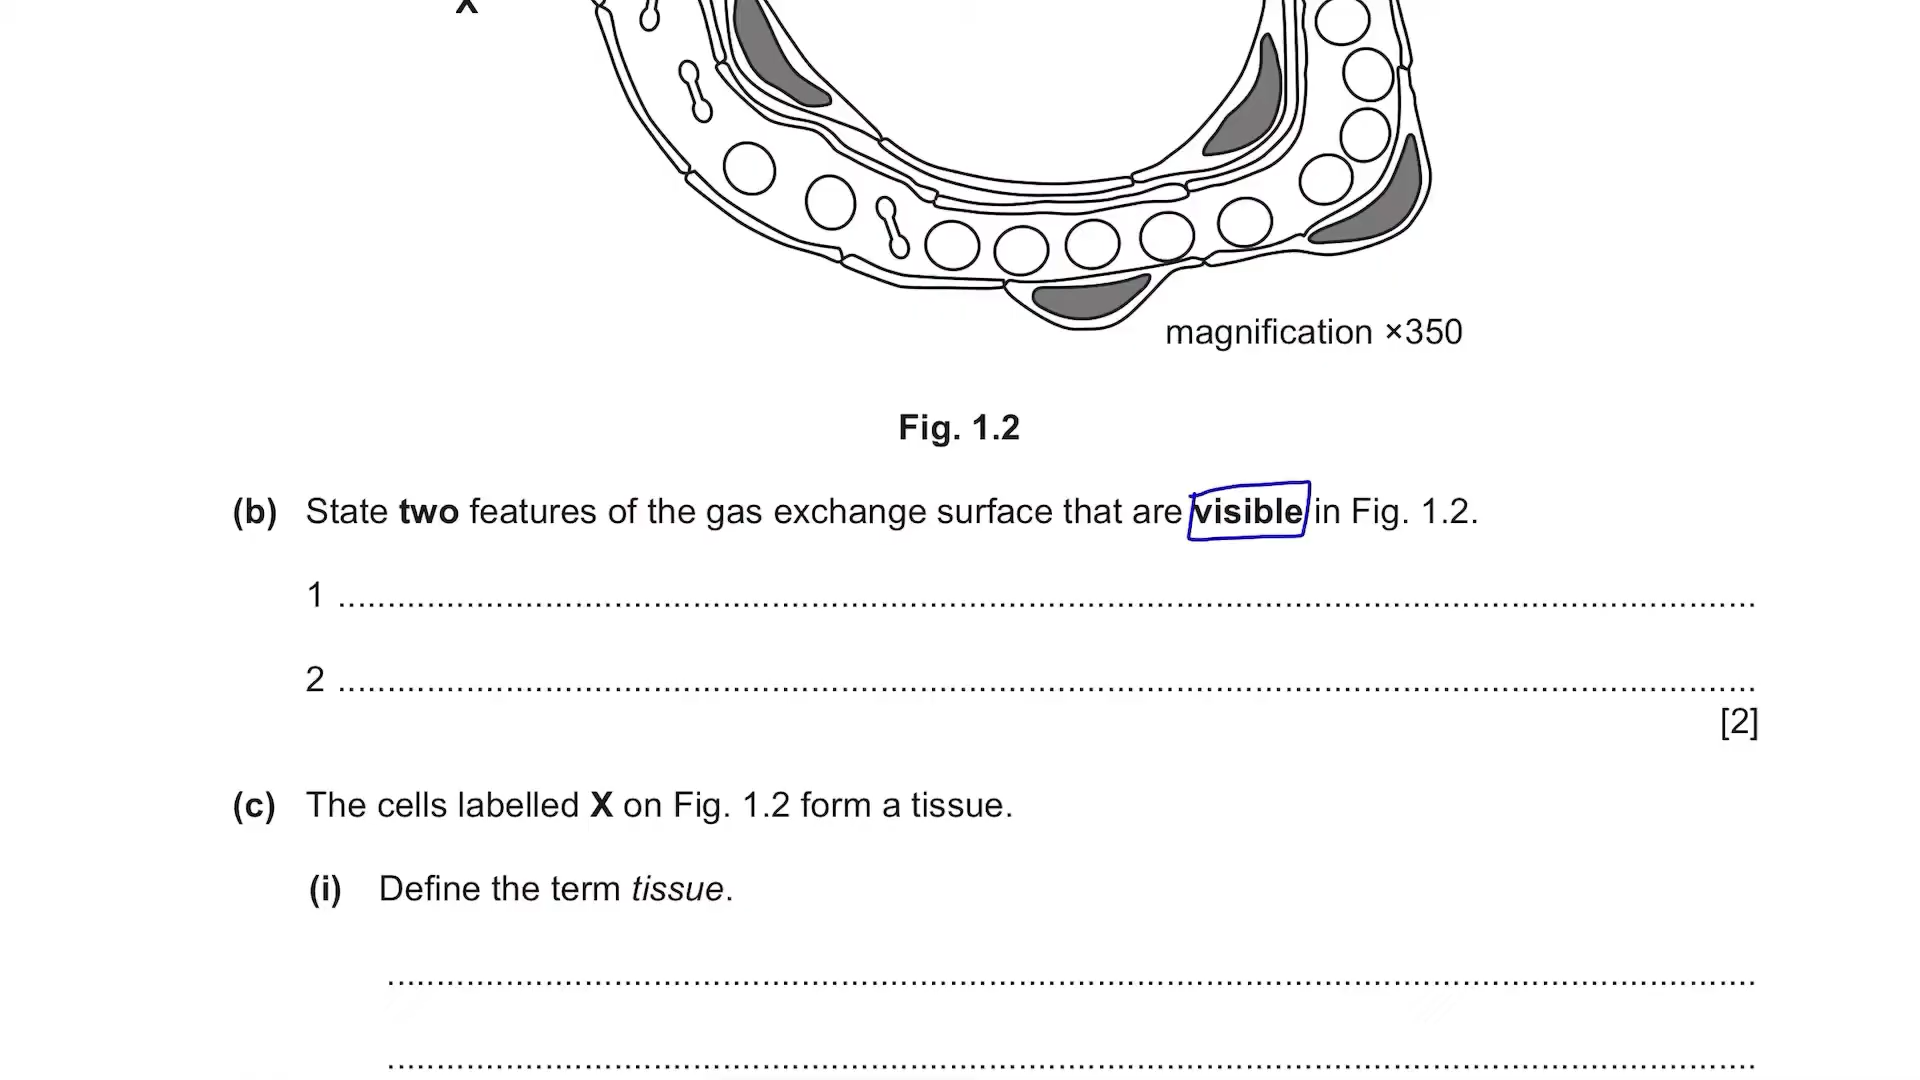 X
magnification ×350
Fig. 1.2
(b) State two features of the gas exchange surface that are visible in Fig. 1.2.
1 ........................................................................
2 ........................................................................
[2]
(c) The cells labelled X on Fig. 1.2 form a tissue.
(i) Define the term tissue.
........................................................................
........................................................................